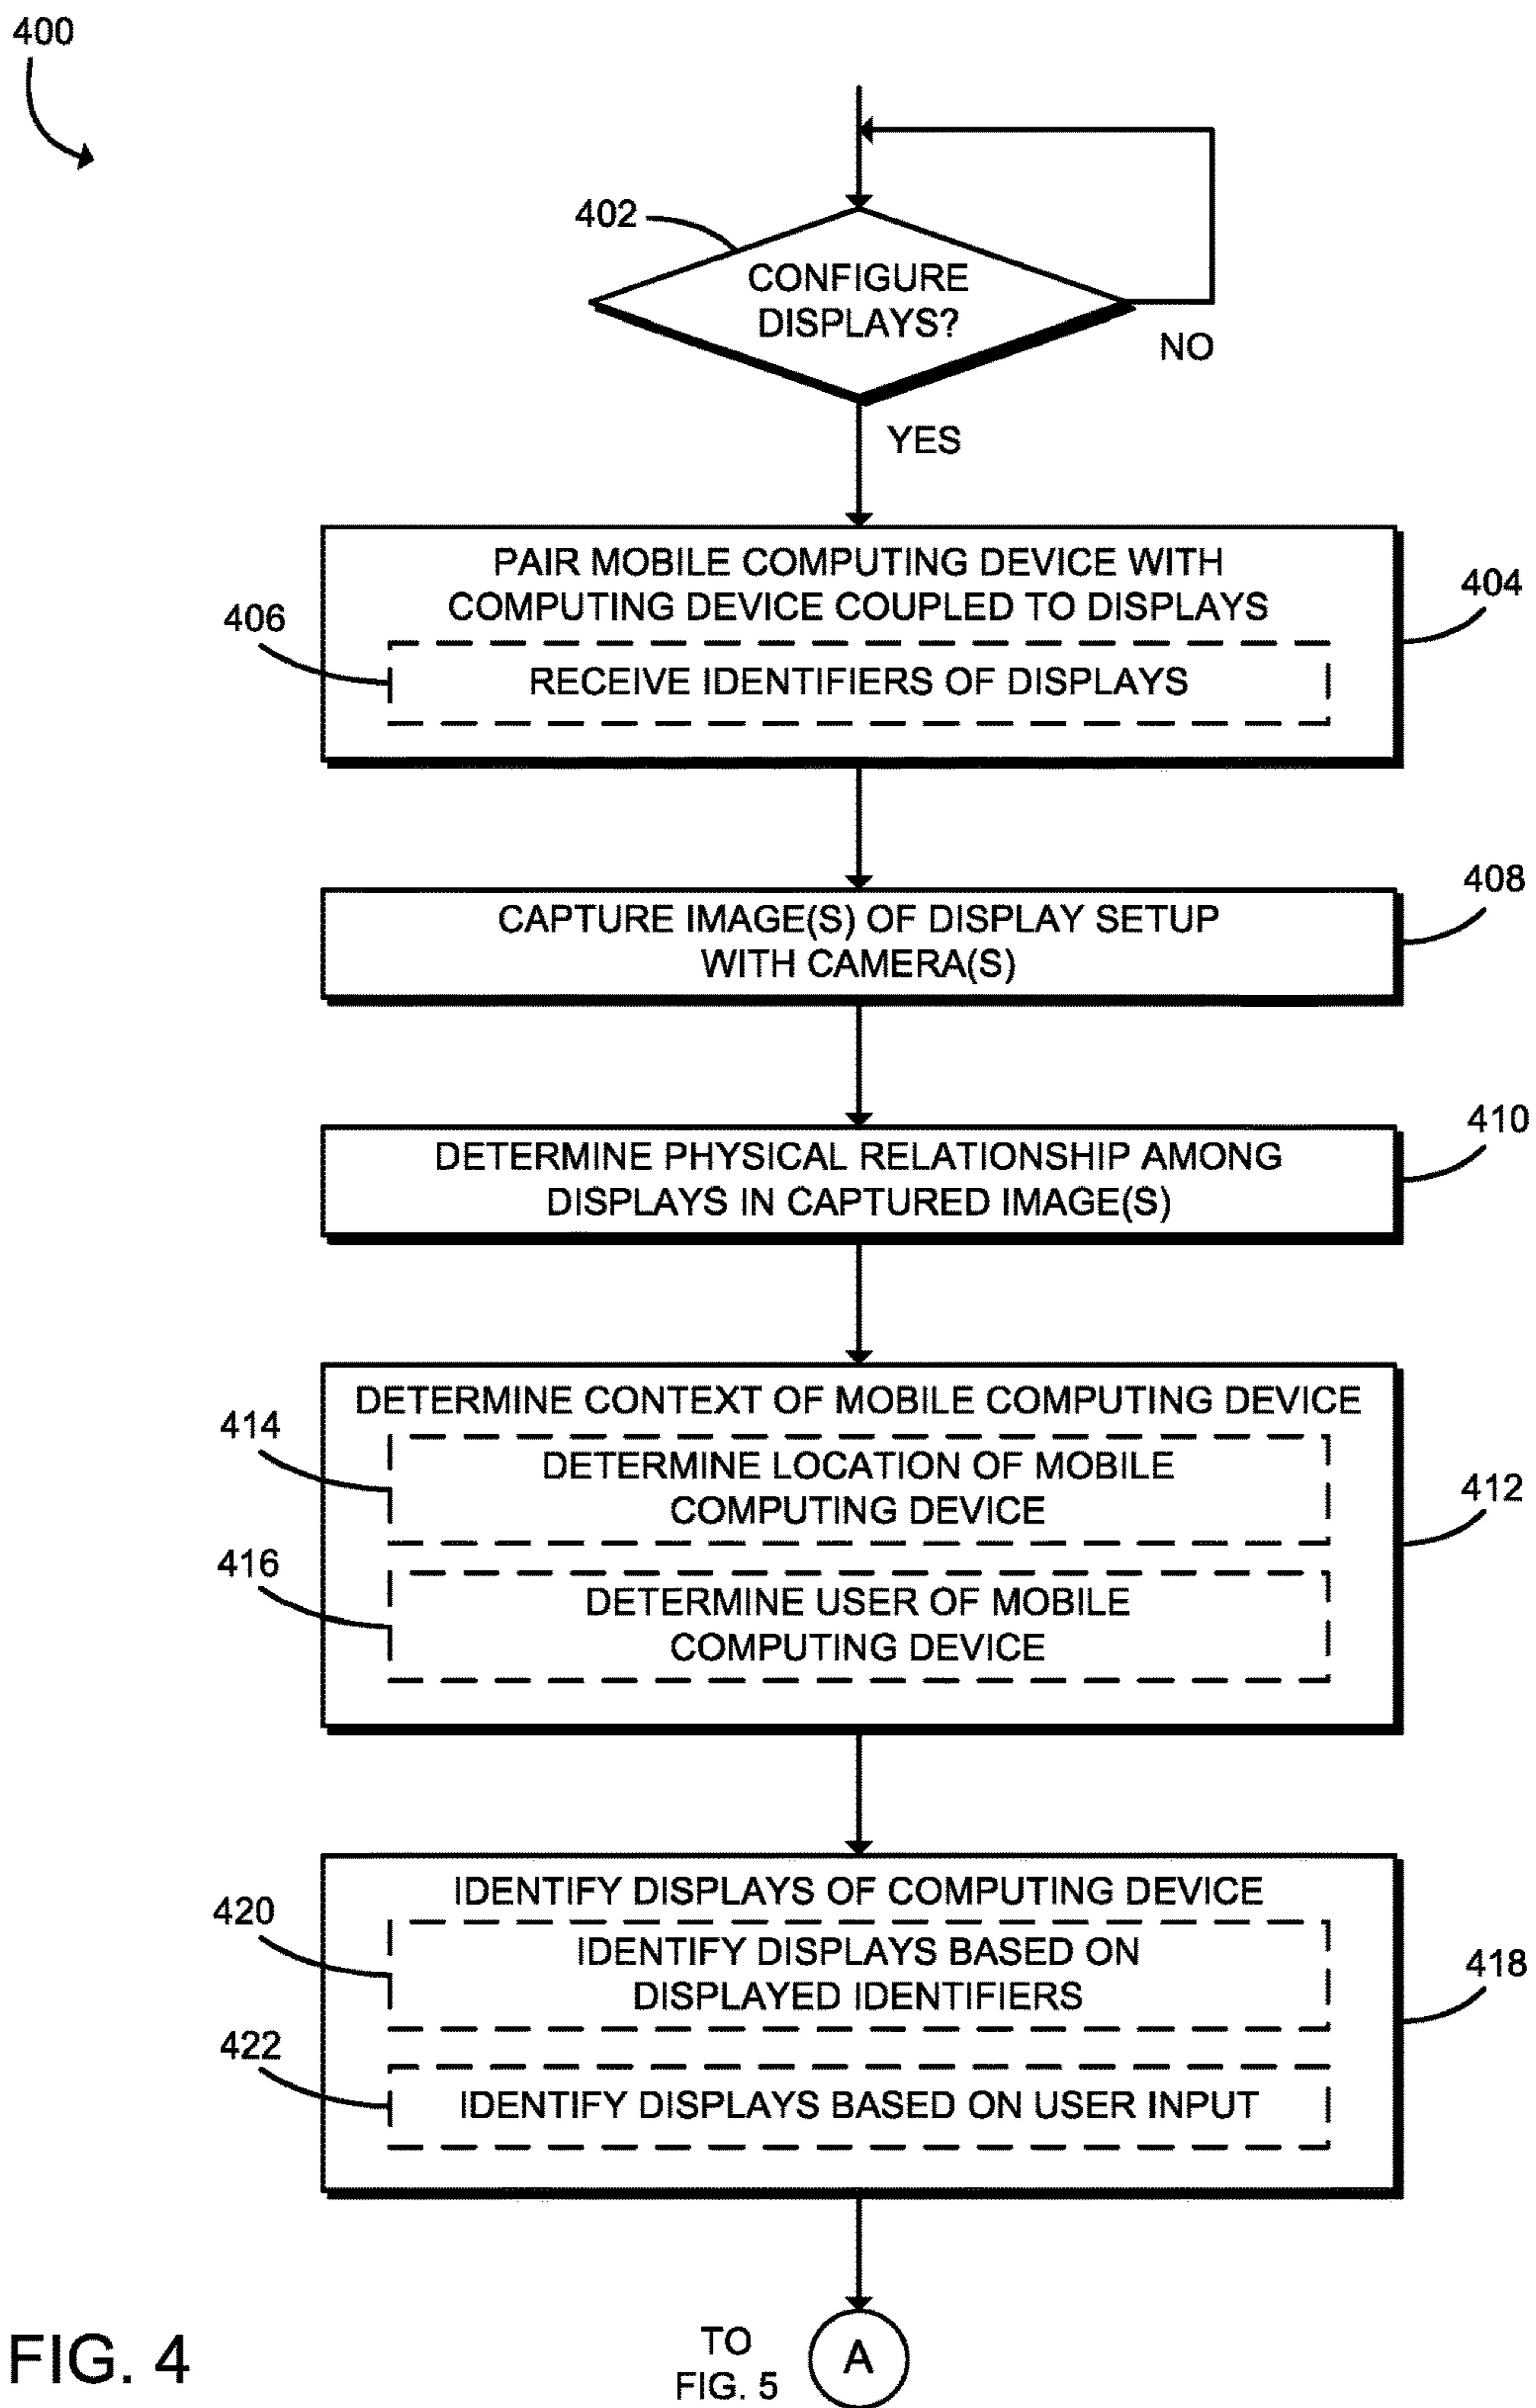 400
402
CONFIGURE
DISPLAYS?
NO
YES
PAIR MOBILE COMPUTING DEVICE WITH
COMPUTING DEVICE COUPLED TO DISPLAYS
404
406
RECEIVE IDENTIFIERS OF DISPLAYS
408
CAPTURE IMAGE(S) OF DISPLAY SETUP
WITH CAMERA(S)
410
DETERMINE PHYSICAL RELATIONSHIP AMONG
DISPLAYS IN CAPTURED IMAGE(S)
DETERMINE CONTEXT OF MOBILE COMPUTING DEVICE
414
DETERMINE LOCATION OF MOBILE
COMPUTING DEVICE
412
416
DETERMINE USER OF MOBILE
COMPUTING DEVICE
IDENTIFY DISPLAYS OF COMPUTING DEVICE
420
IDENTIFY DISPLAYS BASED ON
DISPLAYED IDENTIFIERS
418
422
IDENTIFY DISPLAYS BASED ON USER INPUT
TO
FIG. 5
A
FIG. 4